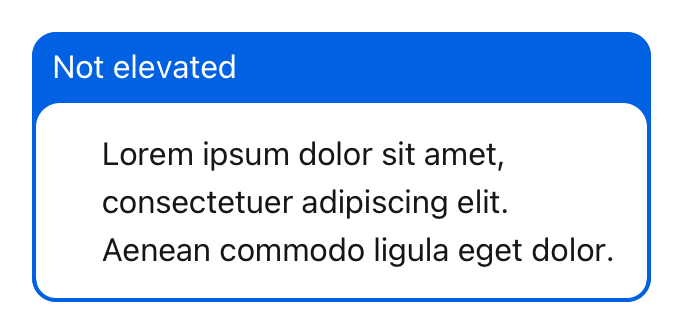 Not elevated
Lorem ipsum dolor sit amet,
consectetuer adipiscing elit.
Aenean commodo ligula eget dolor.